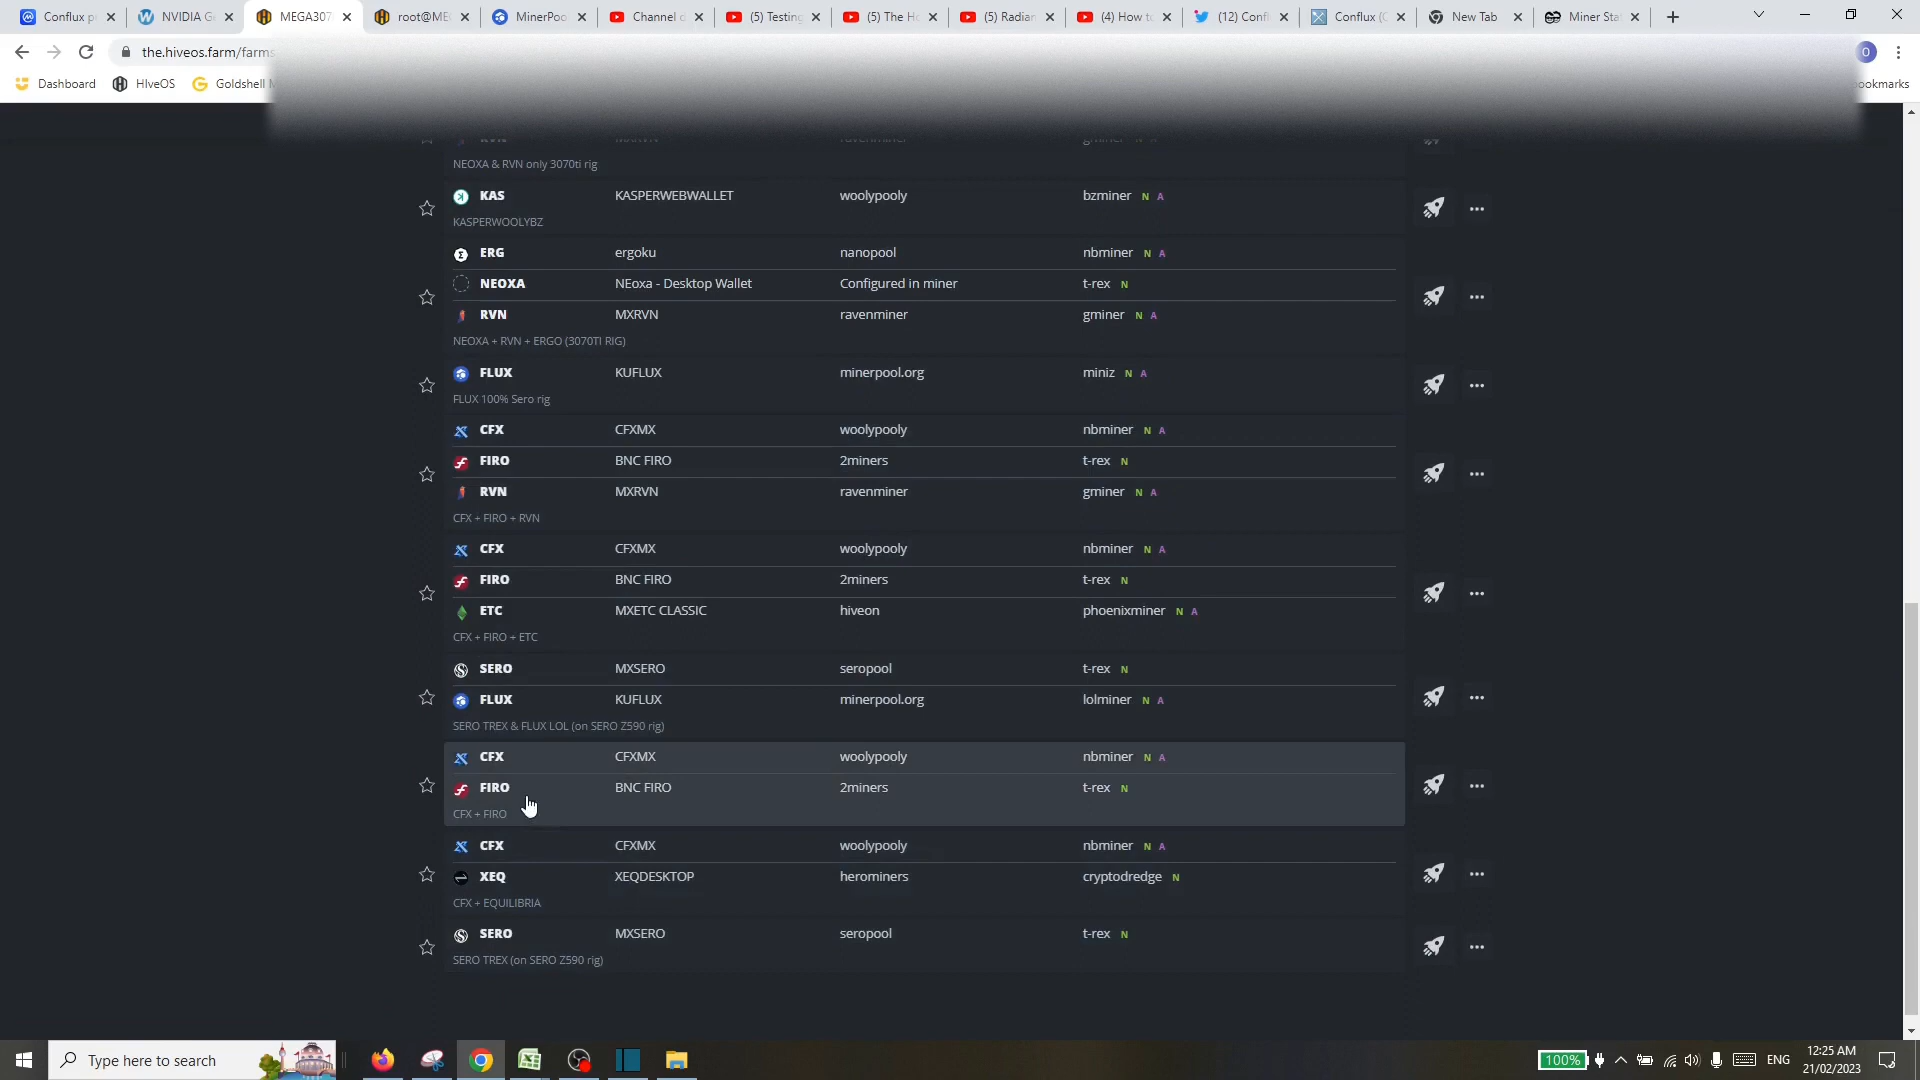 Conflux p
NVIDIA G
MEGA307
root@ME
MinerPoo
Channel c
(5) Testing
(5) The H
(5) Radian
(4) How to
(12) Confl
Conflux (C
New Tab
Miner Sta
the.hiveos.farm/farms
O
Dashboard
HIveOS
Goldshell
bookmarks
NEOXA & RVN only 3070ti rig
KAS KASPERWEBWALLET woolypooly bzminer N A
KASPERWOOLYBZ
ERG ergoku nanopool nbminer N A
NEOXA NEoxa - Desktop Wallet Configured in miner t-rex N
RVN MXRVN ravenminer gminer N A
NEOXA + RVN + ERGO (3070TI RIG)
FLUX KUFLUX minerpool.org miniz N A
FLUX 100% Sero rig
CFX CFXMX woolypooly nbminer N A
FIRO BNC FIRO 2miners t-rex N
RVN MXRVN ravenminer gminer N A
CFX + FIRO + RVN
CFX CFXMX woolypooly nbminer N A
FIRO BNC FIRO 2miners t-rex N
ETC MXETC CLASSIC hiveon phoenixminer N A
CFX + FIRO + ETC
SERO MXSERO seropool t-rex N
FLUX KUFLUX minerpool.org lolminer N A
SERO TREX & FLUX LOL (on SERO Z590 rig)
CFX CFXMX woolypooly nbminer N A
FIRO BNC FIRO 2miners t-rex N
CFX + FIRO
CFX CFXMX woolypooly nbminer N A
XEQ XEQDESKTOP herominers cryptodredge N
CFX + EQUILIBRIA
SERO MXSERO seropool t-rex N
SERO TREX (on SERO Z590 rig)
Type here to search
100%
ENG
12:25 AM
21/02/2023